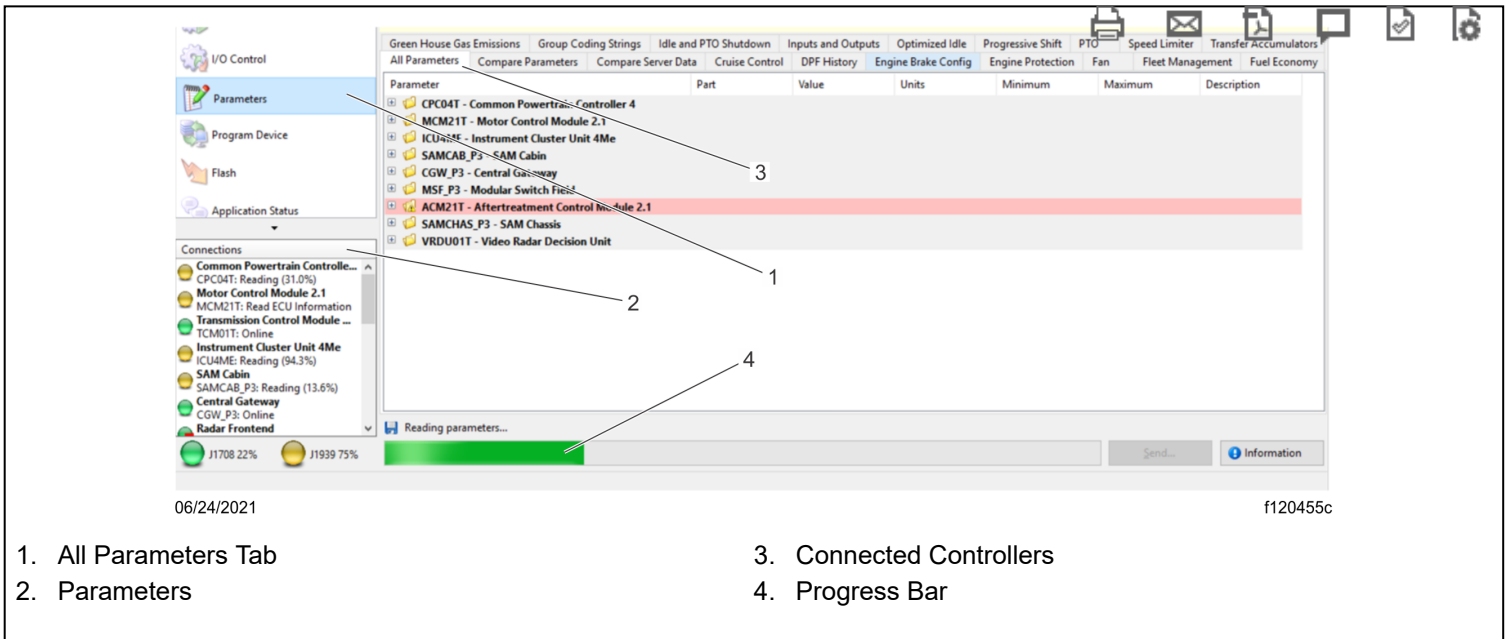 I/O Control
Parameters
Program Device
Flash
Application Status
Connections
Common Powertrain Controlle...
CPC04T: Reading (31.0%)
Motor Control Module 2.1
MCM21T: Read ECU Information
Transmission Control Module ...
TCM01T: Online
Instrument Cluster Unit 4Me
ICU4ME: Reading (94.3%)
SAM Cabin
SAMCAB_P3: Reading (13.6%)
Central Gateway
CGW_P3: Online
Radar Frontend
J1708 22% J1939 75%
Green House Gas Emissions Group Coding Strings Idle and PTO Shutdown Inputs and Outputs Optimized Idle Progressive Shift PTO Speed Limiter Transfer Accumulators
All Parameters Compare Parameters Compare Server Data Cruise Control DPF History Engine Brake Config Engine Protection Fan Fleet Management Fuel Economy
Parameter Part Value Units Minimum Maximum Description
CPC04T - Common Powertrain Controller 4
MCM21T - Motor Control Module 2.1
ICU4ME - Instrument Cluster Unit 4Me
SAMCAB_P3 - SAM Cabin
CGW_P3 - Central Gateway
MSF_P3 - Modular Switch Field
ACM21T - Aftertreatment Control Module 2.1
SAMCHAS_P3 - SAM Chassis
VRDU01T - Video Radar Decision Unit
3
1
2
4
Reading parameters...
Send... Information
06/24/2021 f120455c
1. All Parameters Tab
2. Parameters
3. Connected Controllers
4. Progress Bar